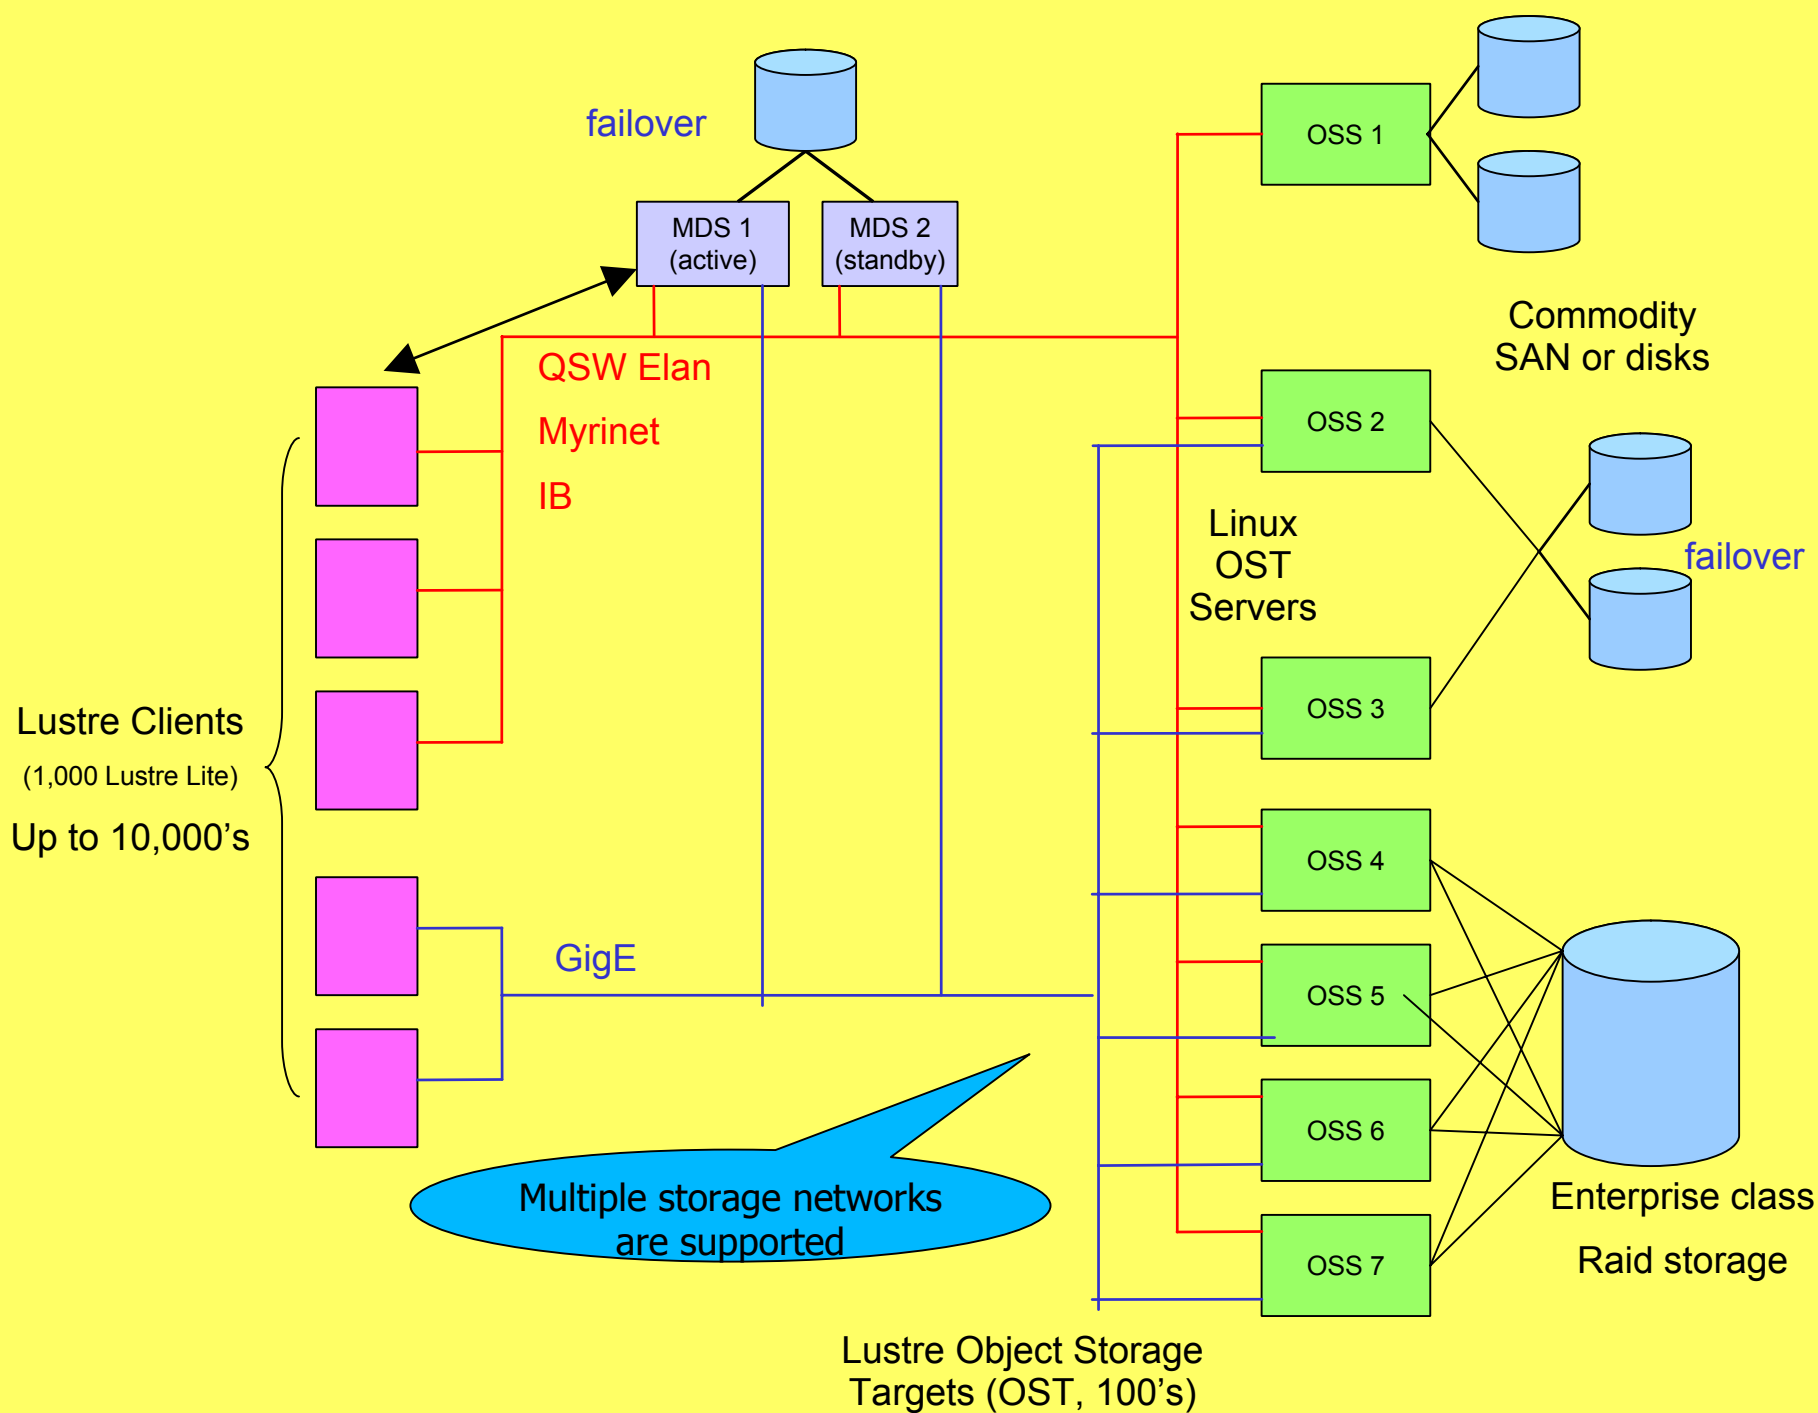 failover
MDS 1
(active)
MDS 2
(standby)
OSS 1
Commodity
SAN or disks
QSW Elan
Myrinet
IB
OSS 2
Linux
OST
Servers
failover
OSS 3
Lustre Clients
(1,000 Lustre Lite)
Up to 10,000’s
OSS 4
GigE
OSS 5
OSS 6
Multiple storage networks
are supported
Enterprise class
Raid storage
OSS 7
Lustre Object Storage
Targets (OST, 100’s)